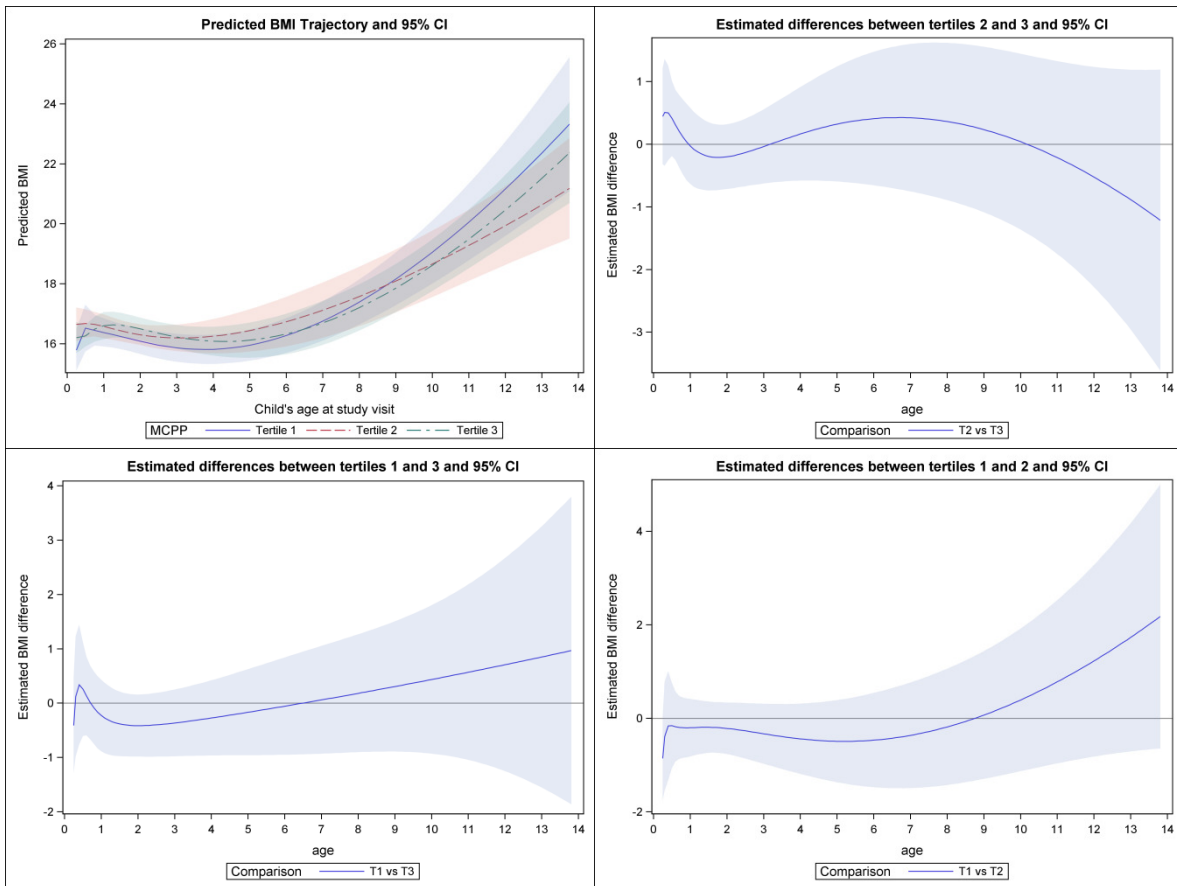 Predicted BMI Trajectory and 95% CI
26
24
22
20
18
16
Predicted BMI
0 1 2 3 4 5 6 7 8 9 10 11 12 13 14
Child's age at study visit
MCPP Tertile 1 Tertile 2 Tertile 3
Estimated differences between tertiles 2 and 3 and 95% CI
1
0
-1
-2
-3
Estimated BMI difference
0 1 2 3 4 5 6 7 8 9 10 11 12 13 14
age
Comparison T2 vs T3
Estimated differences between tertiles 1 and 3 and 95% CI
4
3
2
1
0
-1
-2
Estimated BMI difference
0 1 2 3 4 5 6 7 8 9 10 11 12 13 14
age
Comparison T1 vs T3
Estimated differences between tertiles 1 and 2 and 95% CI
4
2
0
-2
Estimated BMI difference
0 1 2 3 4 5 6 7 8 9 10 11 12 13 14
age
Comparison T1 vs T2